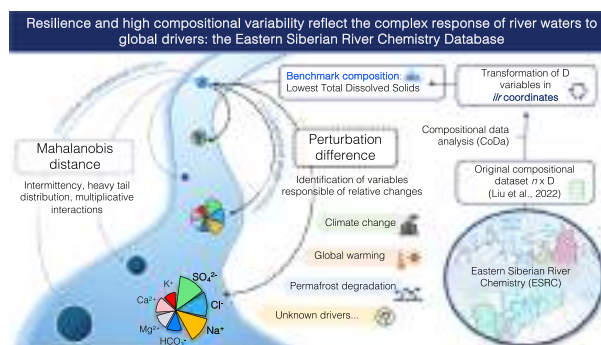 Resilience and high compositional variability reflect the complex response of river waters to
global drivers: the Eastern Siberian River Chemistry Database
Benchmark composition:
Lowest Total Dissolved Solids
Transformation of D
variables in
ilr coordinates
Compositional data
analysis (CoDa)
Original compositional
dataset n x D
(Liu et al., 2022)
Eastern Siberian River
Chemistry (ESRC)
Mahalanobis
distance
Intermittency, heavy tail
distribution, multiplicative
interactions
Perturbation
difference
Identification of variables
responsible of relative changes
Climate change
Global warming
Permafrost degradation
Unknown drivers...
K⁺
SO₄²⁻
Ca²⁺
Cl⁻
Mg²⁺
Na⁺
HCO₃⁻